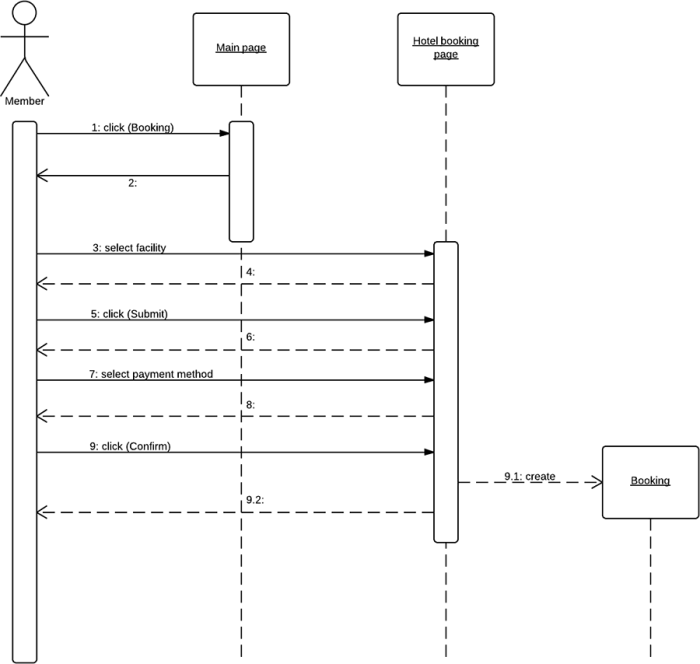 Main page
Hotel booking
page
Member
1: click (Booking)
2:
3: select facility
4:
5: click (Submit)
6:
7: select payment method
8:
9: click (Confirm)
9.1: create
Booking
9.2: